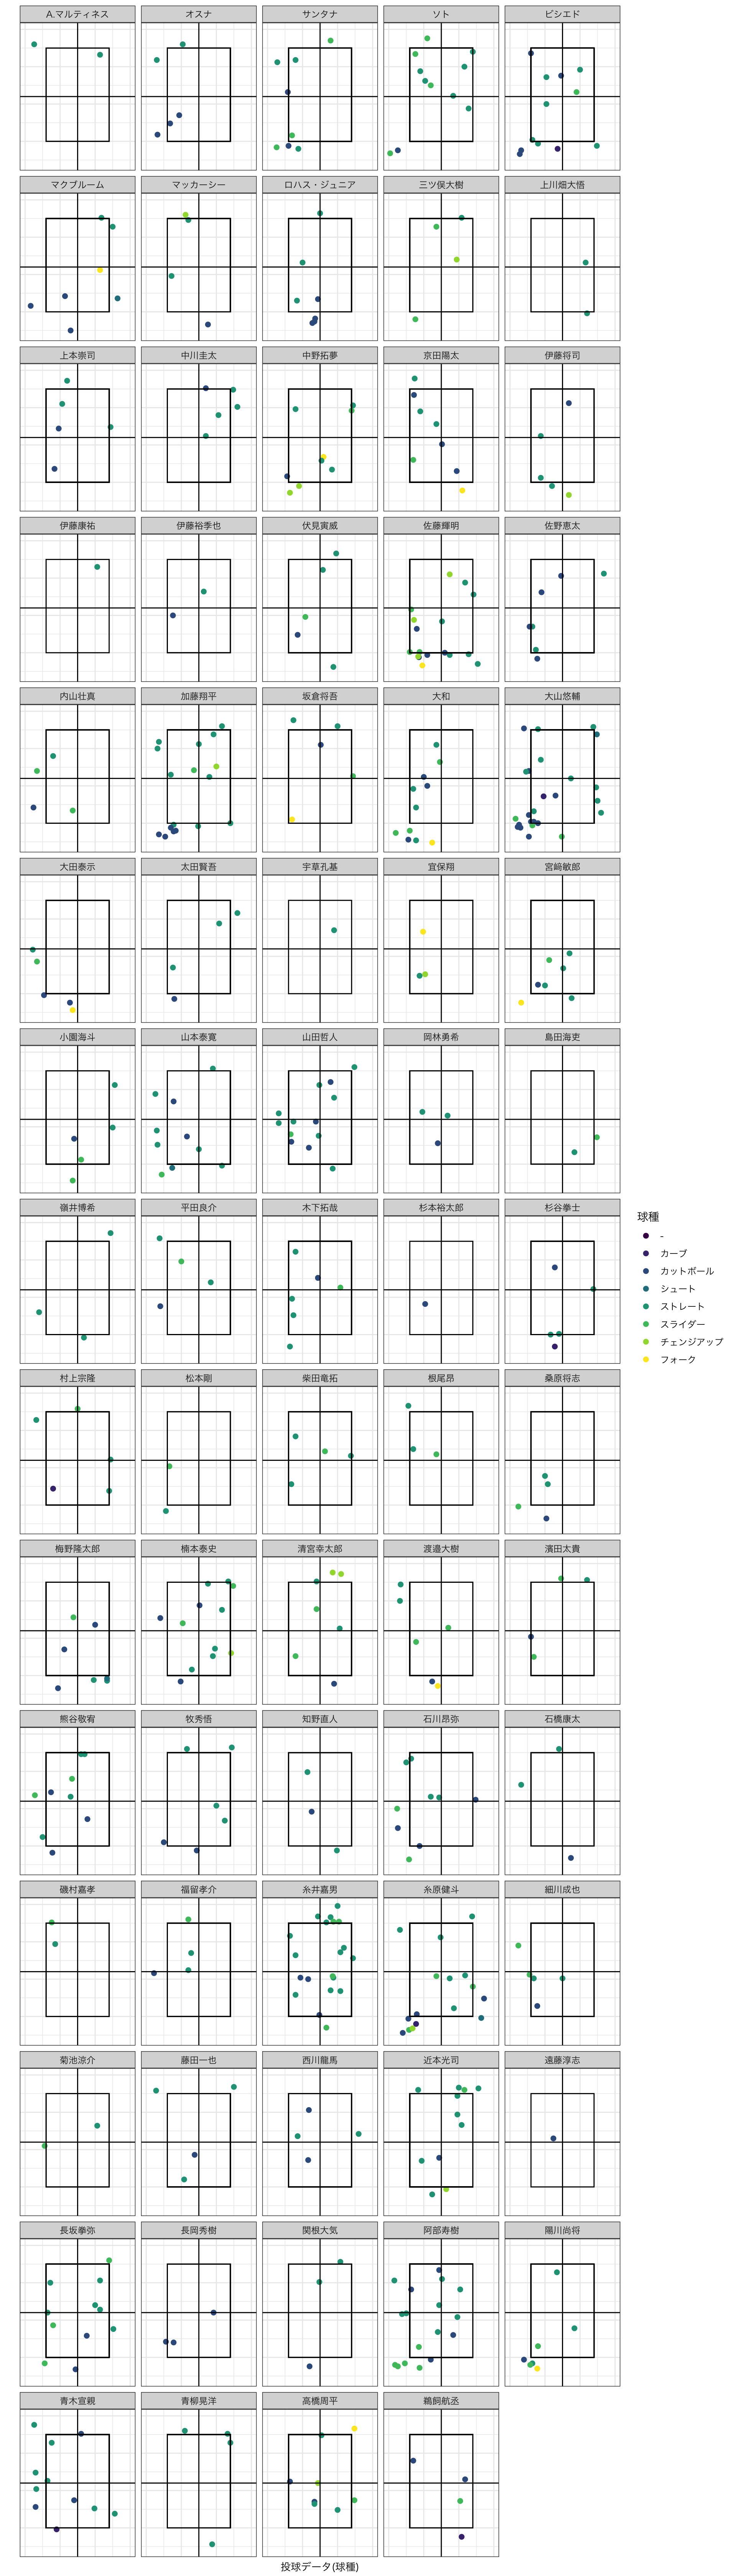 A.マルティネス
オスナ
サンタナ
ソト
ビシエド
マクブルーム
マッカーシー
ロハス・ジュニア
三ツ俣大樹
上川畑大悟
上本崇司
中川圭太
中野拓夢
京田陽太
伊藤将司
伊藤康祐
伊藤裕季也
伏見寅威
佐藤輝明
佐野恵太
内山壮真
加藤翔平
坂倉将吾
大和
大山悠輔
大田泰示
太田賢吾
宇草孔基
宜保翔
宮﨑敏郎
小園海斗
山本泰寛
山田哲人
岡林勇希
島田海吏
嶺井博希
平田良介
木下拓哉
杉本裕太郎
杉谷拳士
村上宗隆
松本剛
柴田竜拓
根尾昂
桑原将志
梅野隆太郎
楠本泰史
清宮幸太郎
渡邉大樹
濱田太貴
熊谷敬宥
牧秀悟
知野直人
石川昂弥
石橋康太
磯村嘉孝
福留孝介
糸井嘉男
糸原健斗
細川成也
菊池涼介
藤田一也
西川龍馬
近本光司
遠藤淳志
長坂拳弥
長岡秀樹
関根大気
阿部寿樹
陽川尚将
青木宣親
青柳晃洋
高橋周平
鵜飼航丞
投球データ(球種)
球種
-
カーブ
カットボール
シュート
ストレート
スライダー
チェンジアップ
フォーク